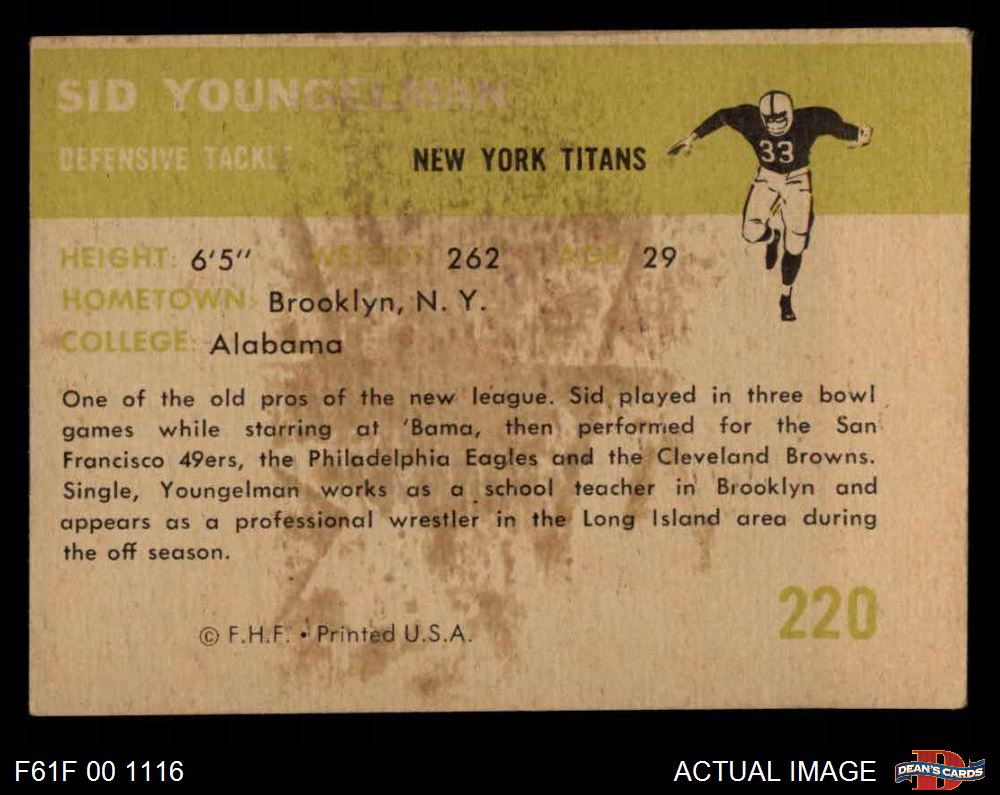 SID YOUNGELMAN
DEFENSIVE TACKLE NEW YORK TITANS
33
HEIGHT: 6'5" WEIGHT: 262 AGE: 29
HOMETOWN: Brooklyn, N. Y.
COLLEGE: Alabama
One of the old pros of the new league. Sid played in three bowl
games while starring at 'Bama, then performed for the San
Francisco 49ers, the Philadelphia Eagles and the Cleveland Browns.
Single, Youngelman works as a school teacher in Brooklyn and
appears as a professional wrestler in the Long Island area during
the off season.
220
© F.H.F. • Printed U.S.A.
F61F 00 1116 ACTUAL IMAGE D DEAN'S CARDS